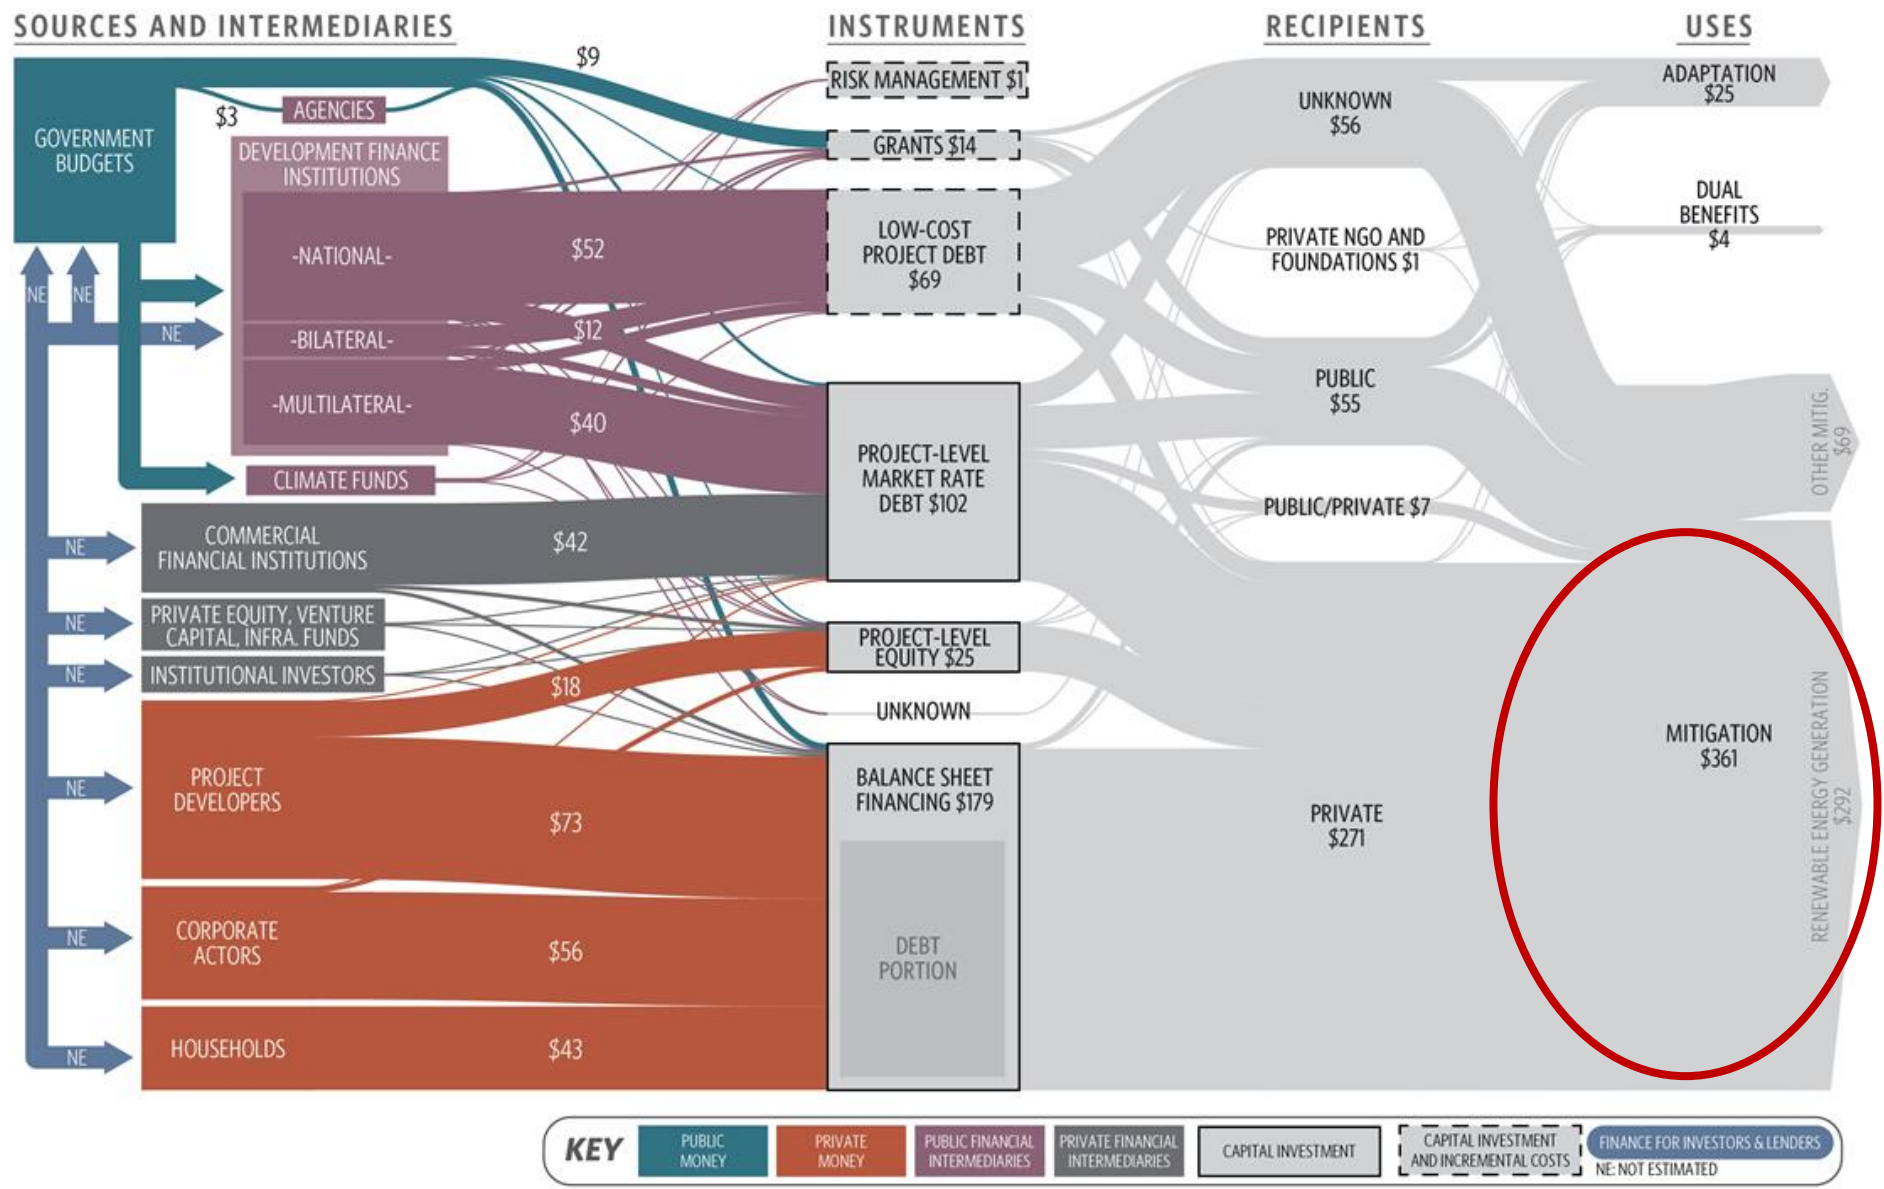 SOURCES AND INTERMEDIARIES
INSTRUMENTS
RECIPIENTS
USES
GOVERNMENT
BUDGETS
$3
AGENCIES
$9
DEVELOPMENT FINANCE
INSTITUTIONS
-NATIONAL-
$52
-BILATERAL-
$12
-MULTILATERAL-
$40
CLIMATE FUNDS
NE
NE
NE
COMMERCIAL
FINANCIAL INSTITUTIONS
$42
NE
PRIVATE EQUITY, VENTURE
CAPITAL, INFRA. FUNDS
NE
INSTITUTIONAL INVESTORS
NE
$18
PROJECT
DEVELOPERS
NE
$73
CORPORATE
ACTORS
NE
$56
HOUSEHOLDS
NE
$43
RISK MANAGEMENT $1
GRANTS $14
LOW-COST
PROJECT DEBT
$69
PROJECT-LEVEL
MARKET RATE
DEBT $102
PROJECT-LEVEL
EQUITY $25
UNKNOWN
BALANCE SHEET
FINANCING $179
DEBT
PORTION
UNKNOWN
$56
PRIVATE NGO AND
FOUNDATIONS $1
PUBLIC
$55
PUBLIC/PRIVATE $7
PRIVATE
$271
ADAPTATION
$25
DUAL
BENEFITS
$4
OTHER MITIG.
$69
MITIGATION
$361
RENEWABLE ENERGY GENERATION
$292
KEY
PUBLIC
MONEY
PRIVATE
MONEY
PUBLIC FINANCIAL
INTERMEDIARIES
PRIVATE FINANCIAL
INTERMEDIARIES
CAPITAL INVESTMENT
CAPITAL INVESTMENT
AND INCREMENTAL COSTS
FINANCE FOR INVESTORS & LENDERS
NE: NOT ESTIMATED